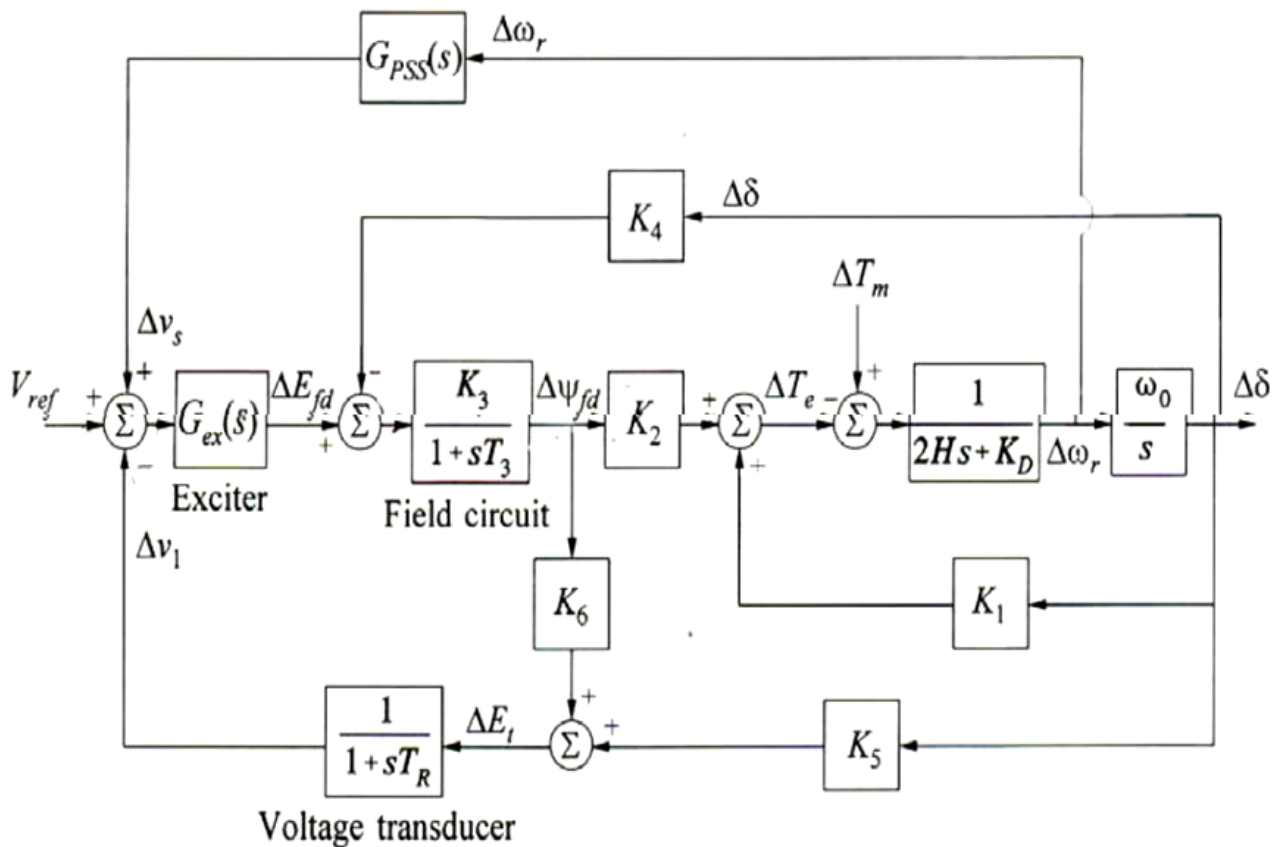 Δω_r
G_PSS(s)
Δδ
K_4
ΔT_m
Δv_s
+
V_ref
+
Σ
−
G_ex(s)
Exciter
ΔE_fd
-
+
Σ
K_3
1+sT_3
Field circuit
Δψ_fd
K_2
+
Σ
+
ΔT_e
−
+
Σ
1
2Hs+K_D
Δω_r
ω_0
s
Δδ
Δv_1
K_6
K_1
+
+
Σ
ΔE_t
K_5
1
1+sT_R
Voltage transducer